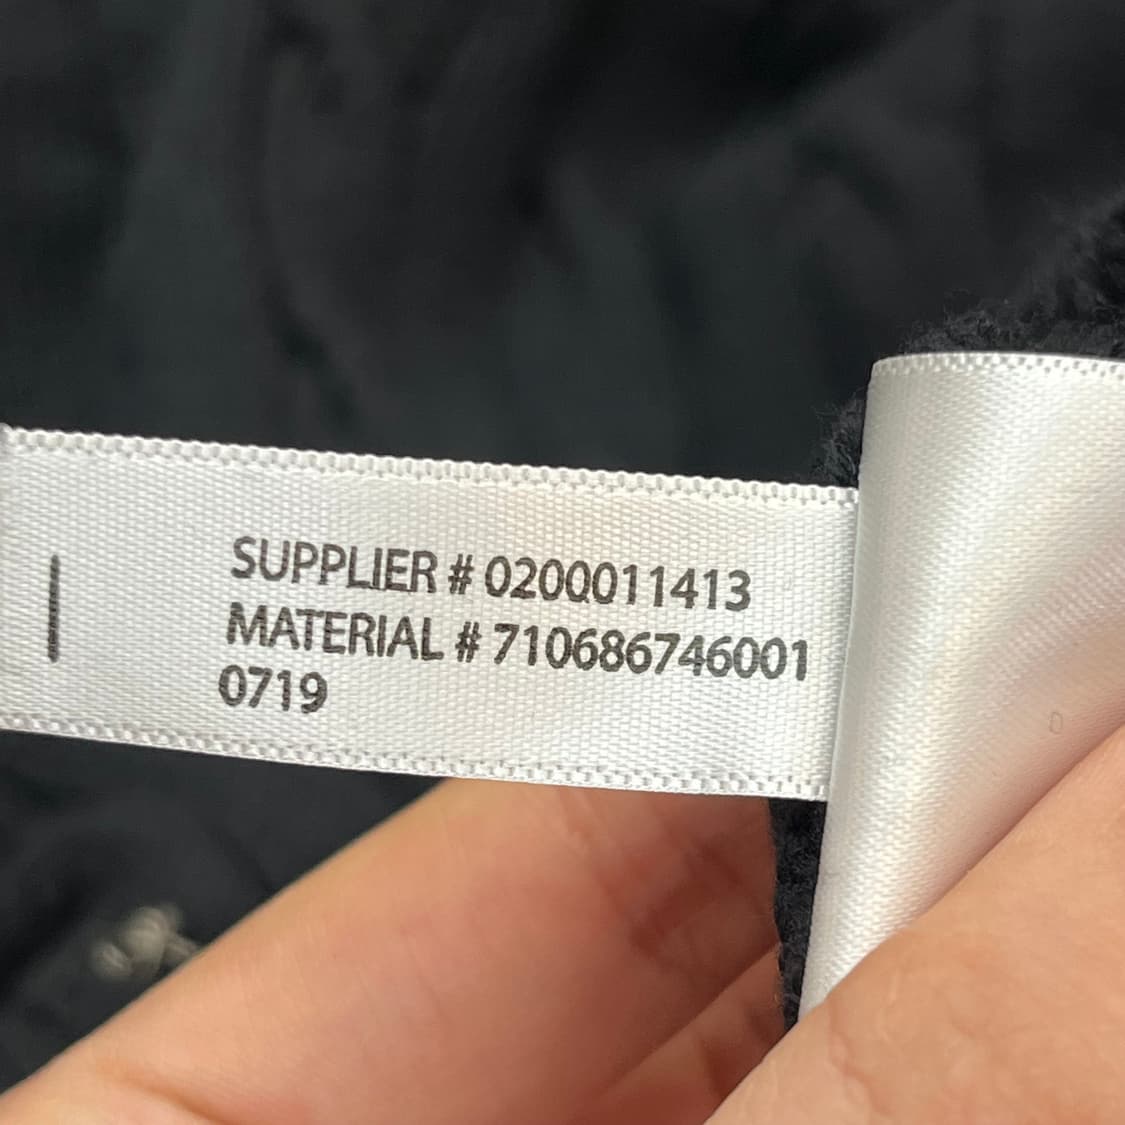 SUPPLIER # 0200011413
MATERIAL # 710686746001
0719